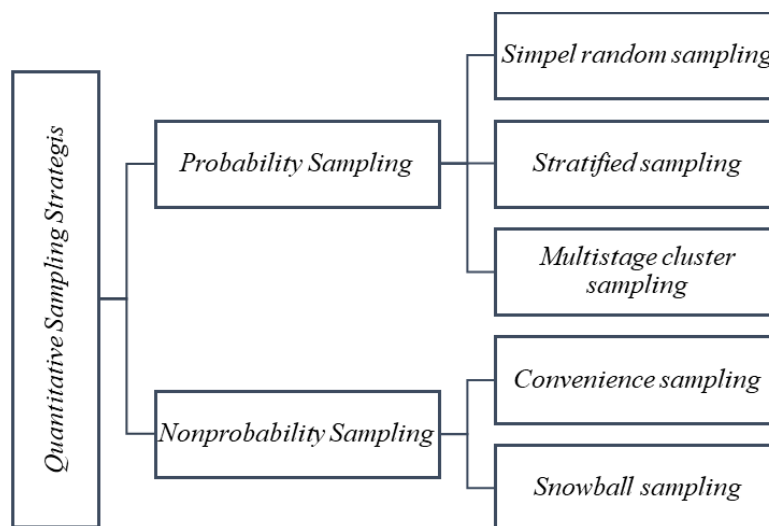 Quantitative Sampling Strategis
Probability Sampling
Simpel random sampling
Stratified sampling
Multistage cluster
sampling
Nonprobability Sampling
Convenience sampling
Snowball sampling